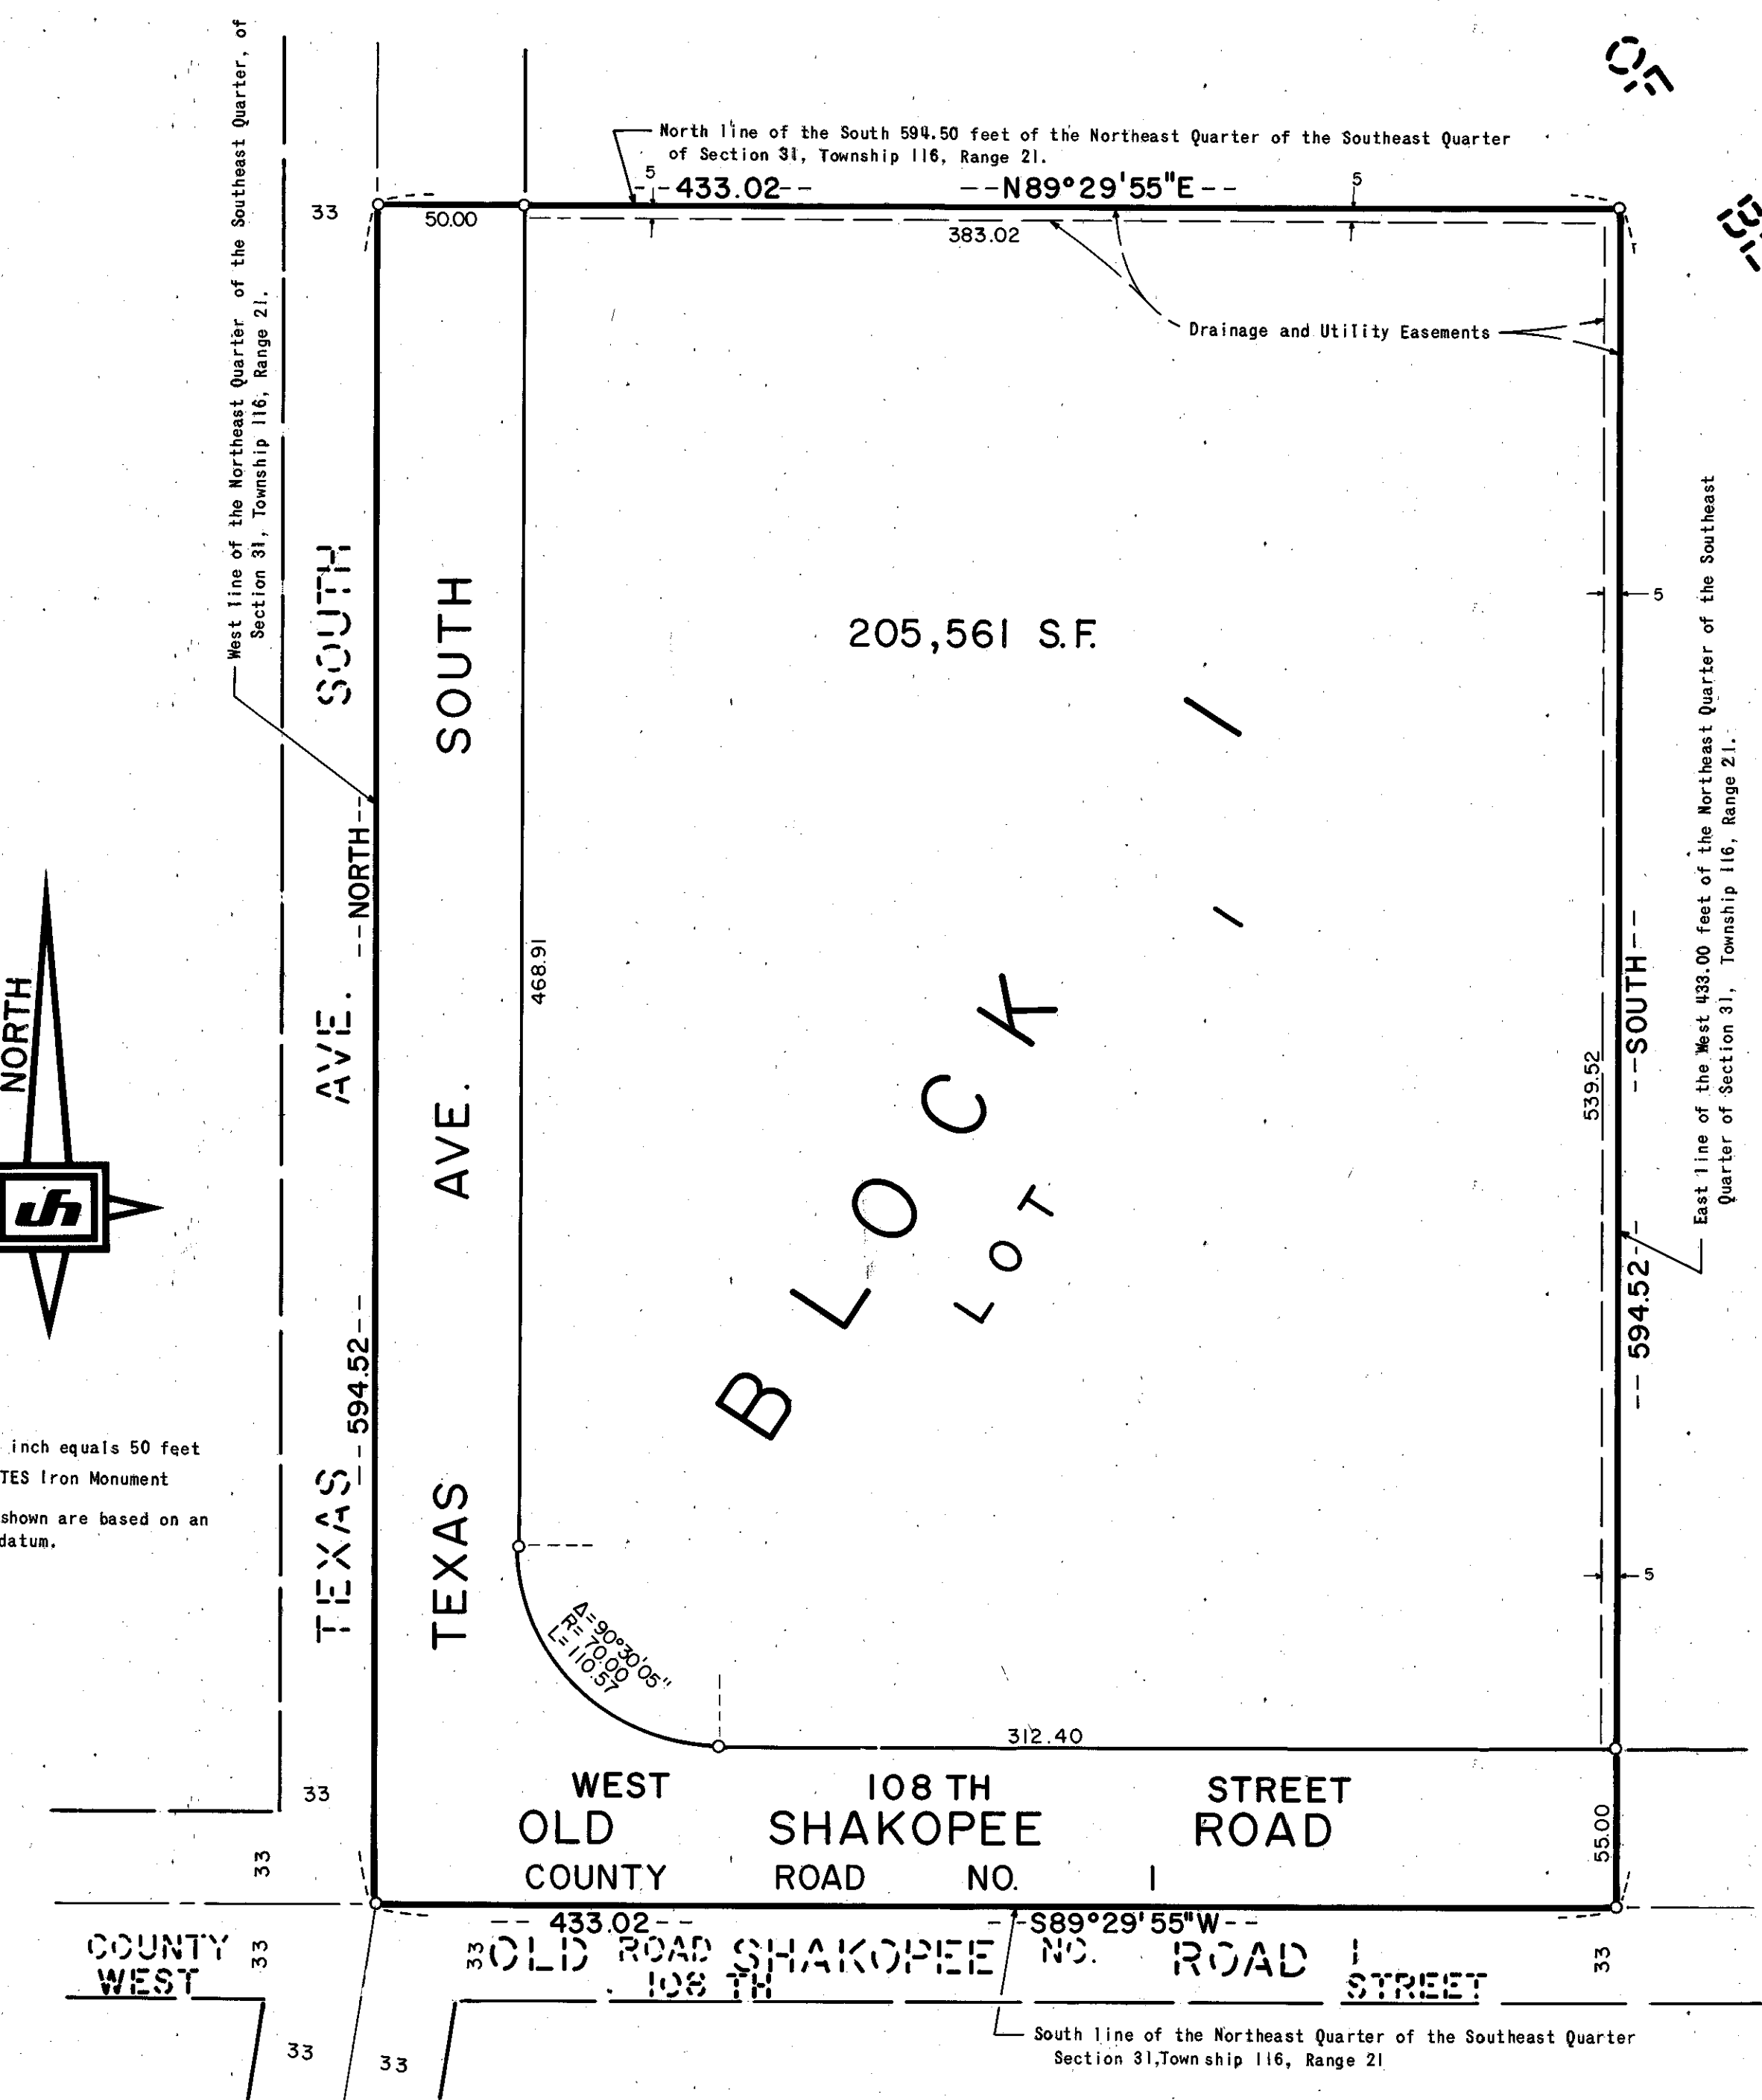 OF
North line of the South 594.50 feet of the Northeast Quarter of the Southeast Quarter
of Section 31, Township 116, Range 21.
West line of the Northeast Quarter of the Southeast Quarter, of
Section 31, Township 116, Range 21.
5
--433.02-- --N89°29'55"E--
5
33
50.00
383.02
Drainage and Utility Easements
205,561 S.F.
5
East line of the West 433.00 feet of the Northeast Quarter of the Southeast
Quarter of Section 31, Township 116, Range 21.
TEXAS AVE. SOUTH
TEXAS AVE. SOUTH
--594.52-- --NORTH--
468.91
BLOCK 1
LOT 1
539.52
--594.52-- --SOUTH--
NORTH
inch equals 50 feet
TES Iron Monument
shown are based on an
datum.
5
Δ=90°30'05"
R=70.00
L=110.57
312.40
33
WEST 108 TH STREET
OLD SHAKOPEE ROAD
COUNTY ROAD NO. 1
33
55.00
--433.02-- --S89°29'55"W--
COUNTY ROAD NO. 1
33
33
OLD SHAKOPEE ROAD
33
WEST 108 TH STREET
South line of the Northeast Quarter of the Southeast Quarter
Section 31, Township 116, Range 21
33
33